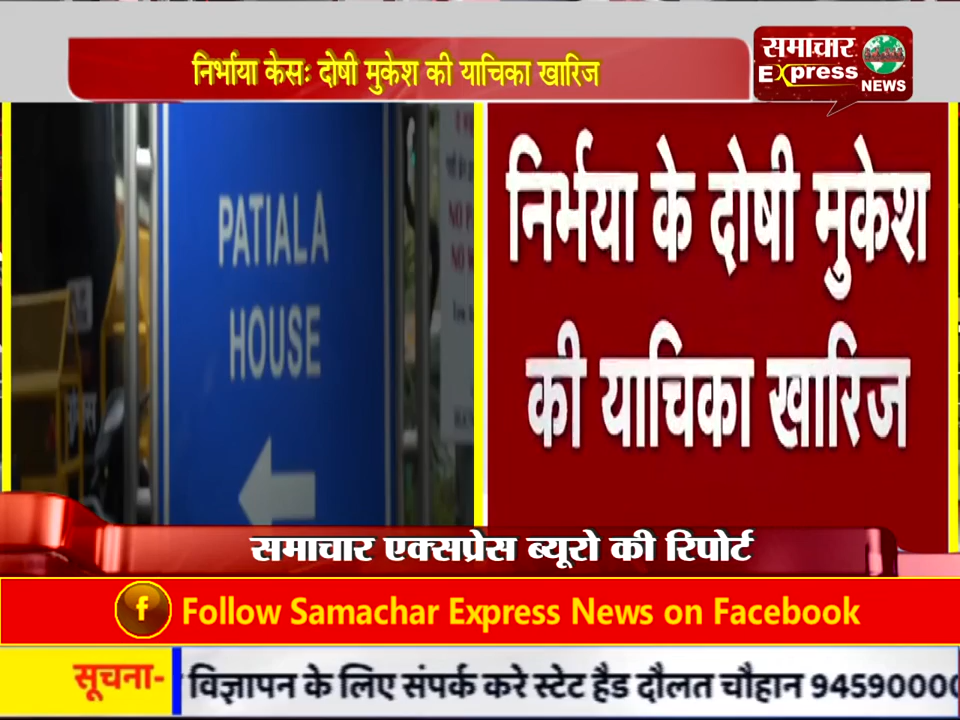 निर्भाया केसः दोषी मुकेश की याचिका खारिज
समाचार
Express
NEWS
PATIALA
HOUSE
निर्भया के दोषी मुकेश
की याचिका खारिज
समाचार एक्सप्रेस ब्यूरो की रिपोर्ट
f Follow Samachar Express News on Facebook
सूचना- विज्ञापन के लिए संपर्क करे स्टेट हैड दौलत चौहान 94590000